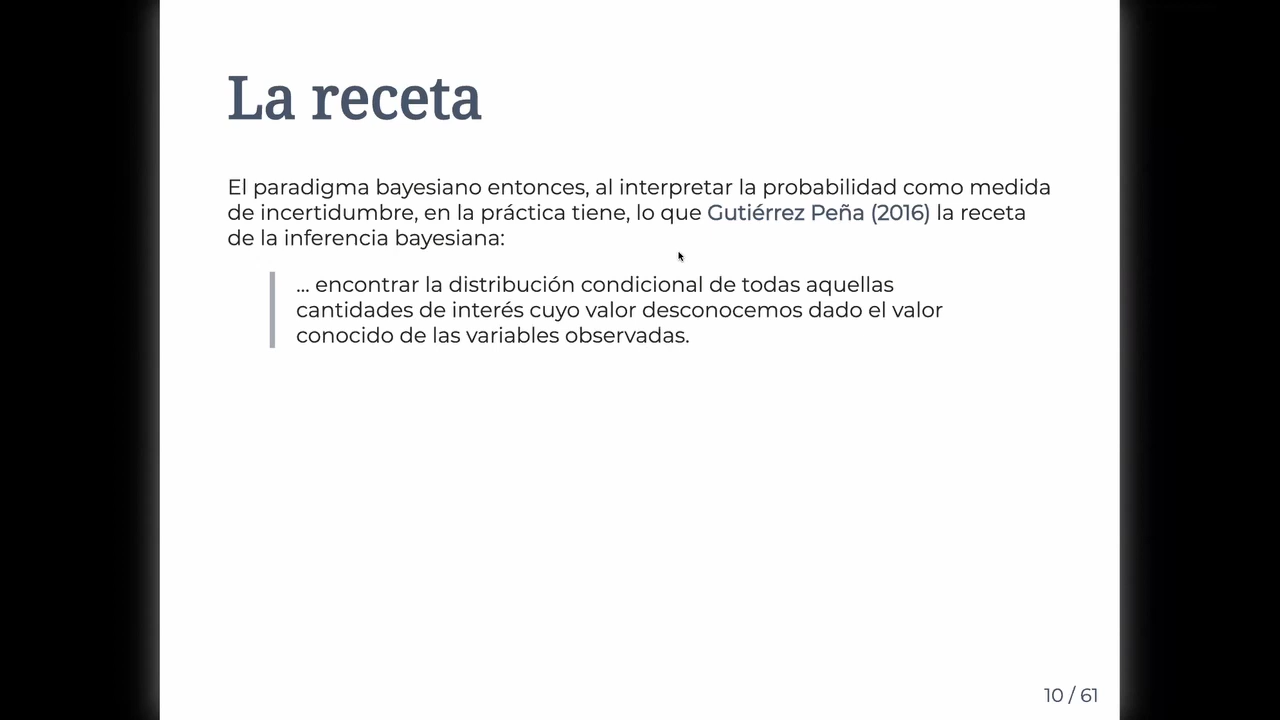 La receta
El paradigma bayesiano entonces, al interpretar la probabilidad como medida
de incertidumbre, en la práctica tiene, lo que Gutiérrez Peña (2016) la receta
de la inferencia bayesiana:
... encontrar la distribución condicional de todas aquellas
cantidades de interés cuyo valor desconocemos dado el valor
conocido de las variables observadas.
10 / 61